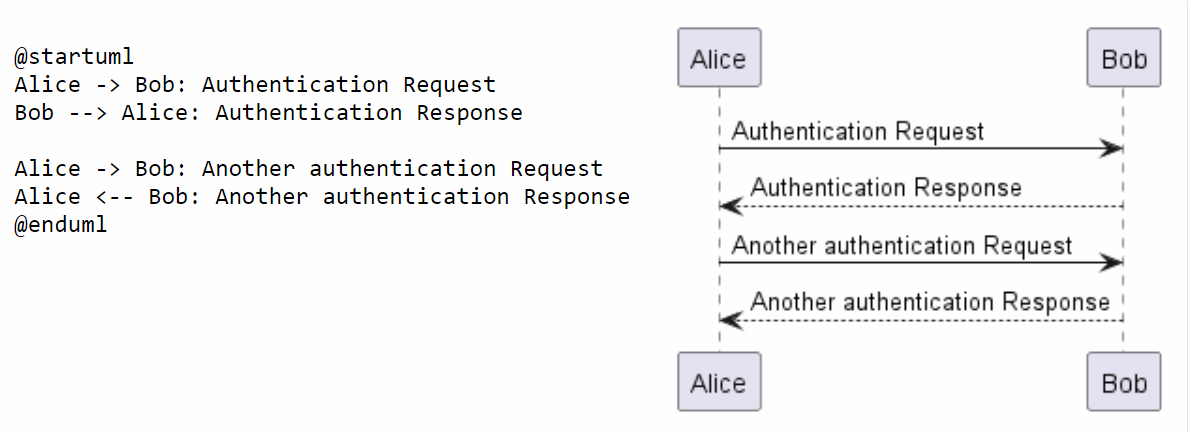 @startuml
Alice -> Bob: Authentication Request
Bob --> Alice: Authentication Response
Alice -> Bob: Another authentication Request
Alice <-- Bob: Another authentication Response
@enduml
Alice
Bob
Authentication Request
Authentication Response
Another authentication Request
Another authentication Response
Alice
Bob